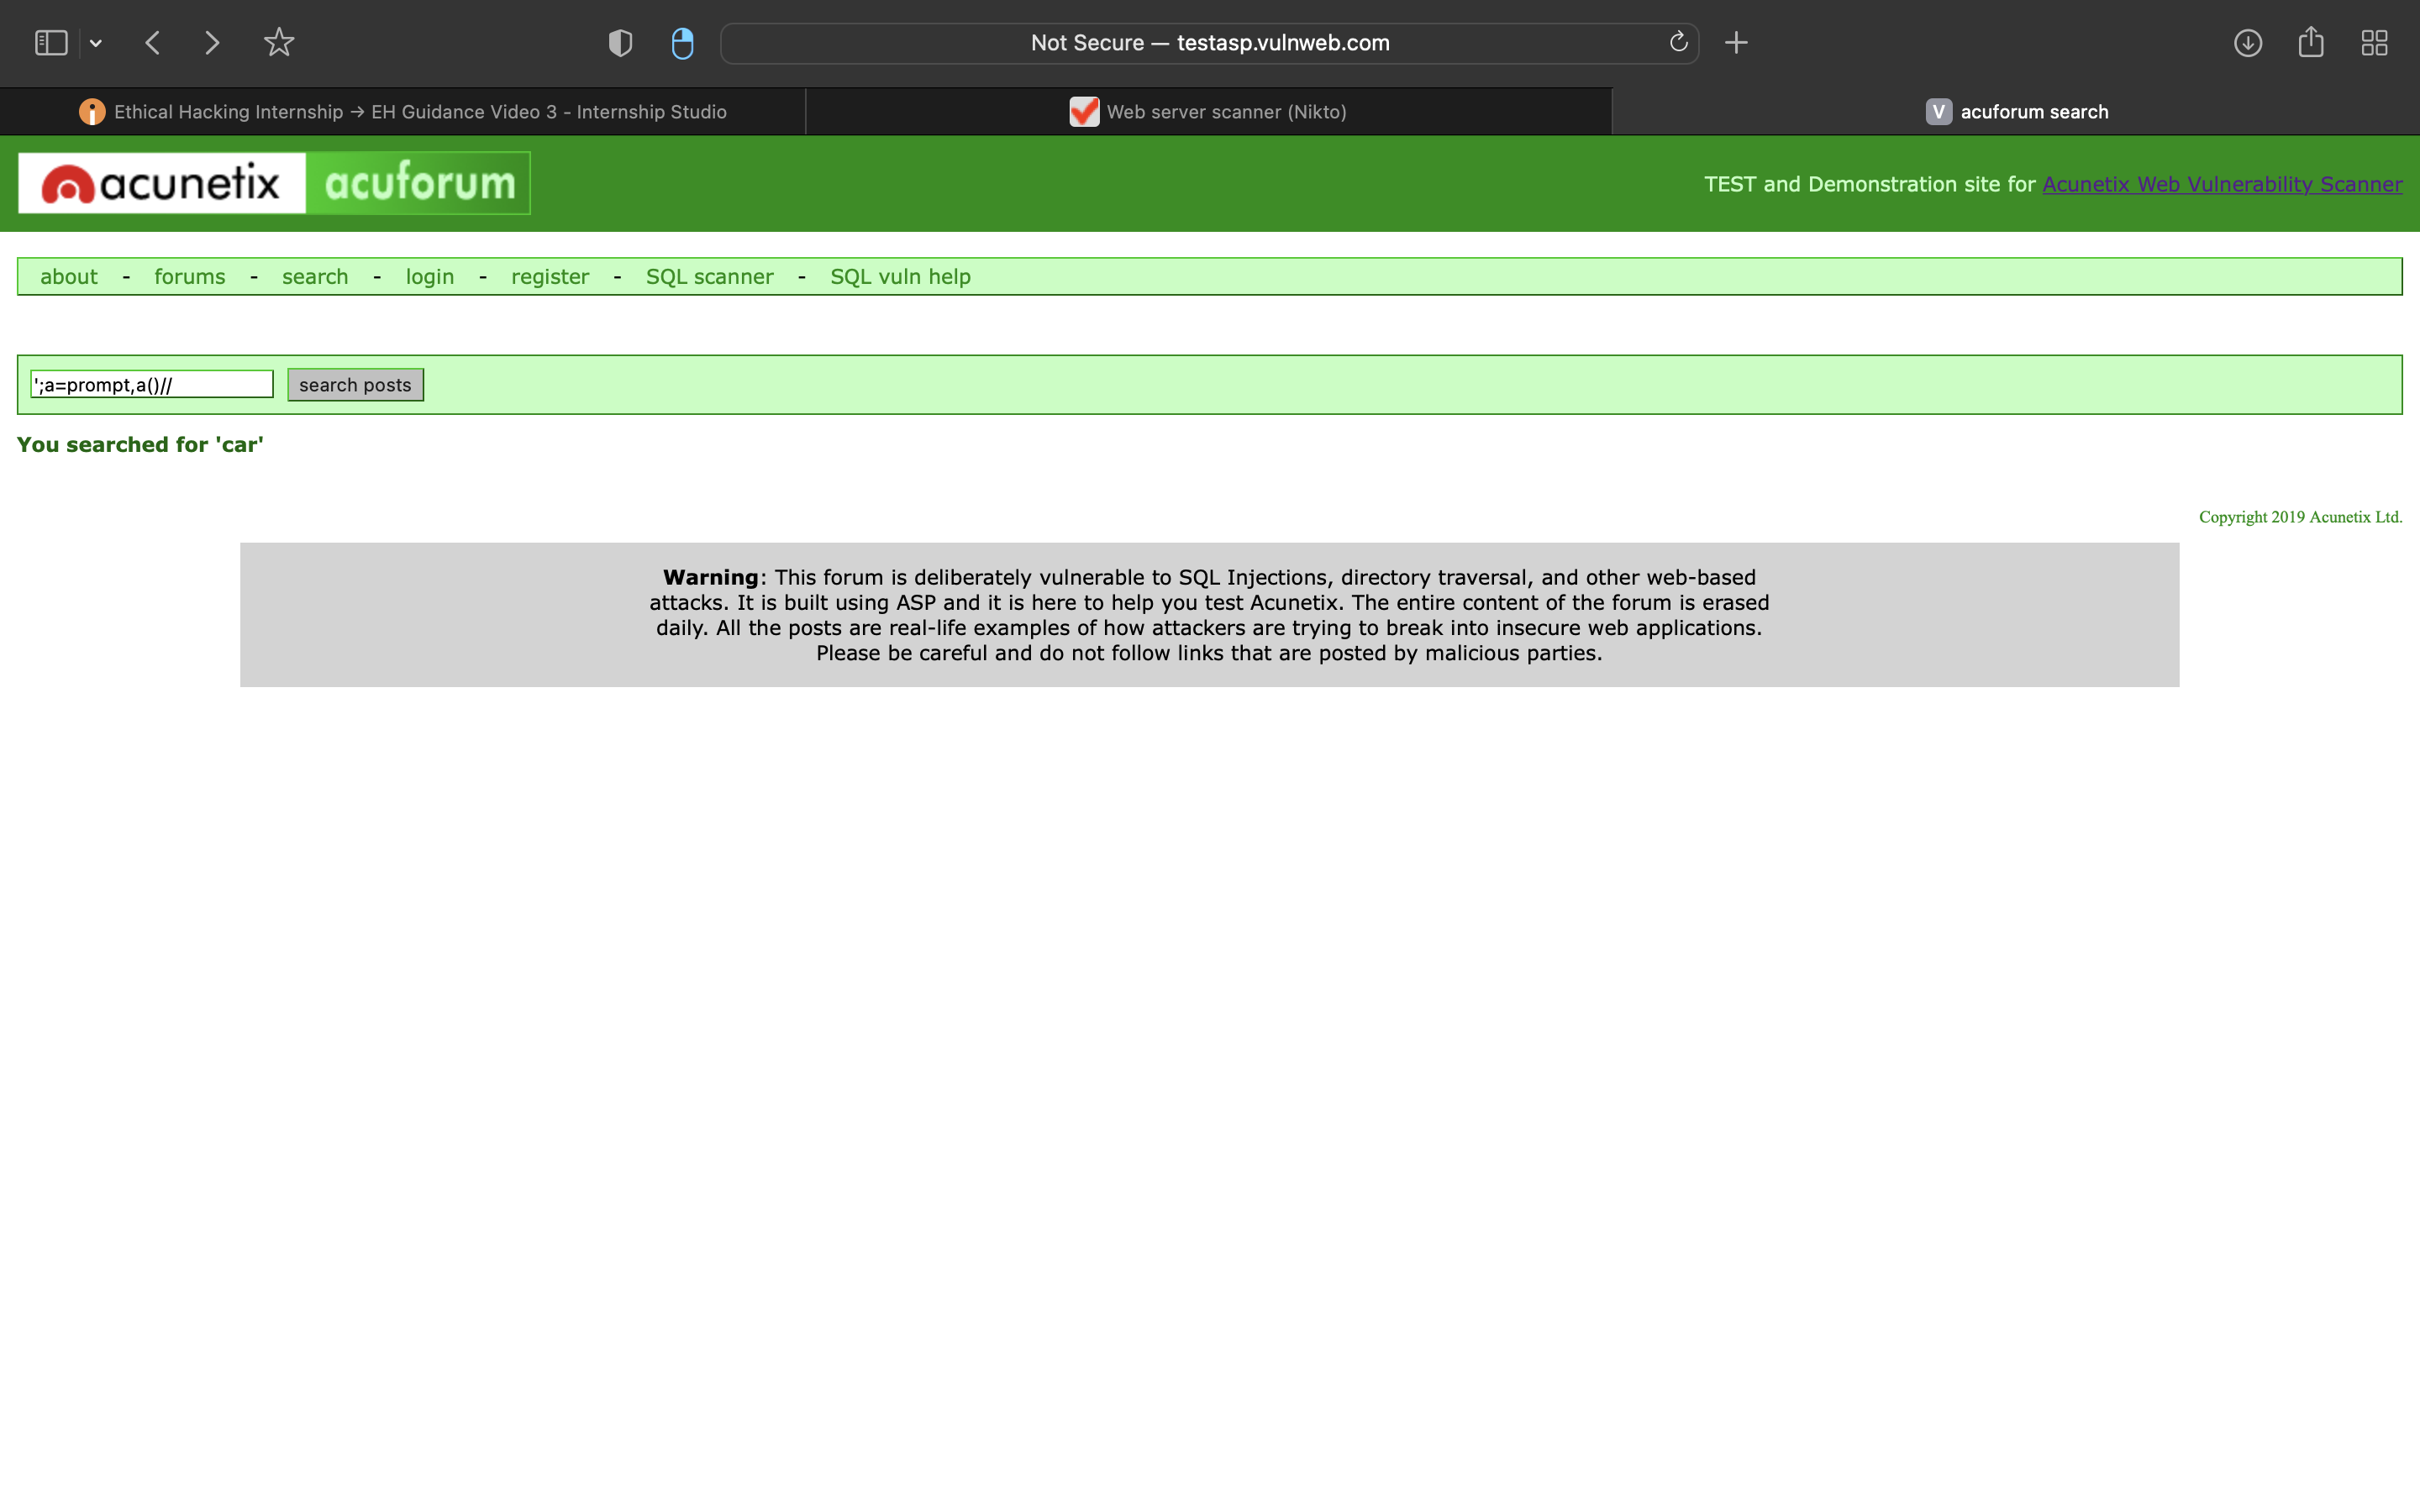 Not Secure — testasp.vulnweb.com
Ethical Hacking Internship → EH Guidance Video 3 - Internship Studio
Web server scanner (Nikto)
V acuforum search
acunetix acuforum
TEST and Demonstration site for Acunetix Web Vulnerability Scanner
about - forums - search - login - register - SQL scanner - SQL vuln help
';a=prompt,a()// search posts
You searched for 'car'
Copyright 2019 Acunetix Ltd.
Warning: This forum is deliberately vulnerable to SQL Injections, directory traversal, and other web-based
attacks. It is built using ASP and it is here to help you test Acunetix. The entire content of the forum is erased
daily. All the posts are real-life examples of how attackers are trying to break into insecure web applications.
Please be careful and do not follow links that are posted by malicious parties.